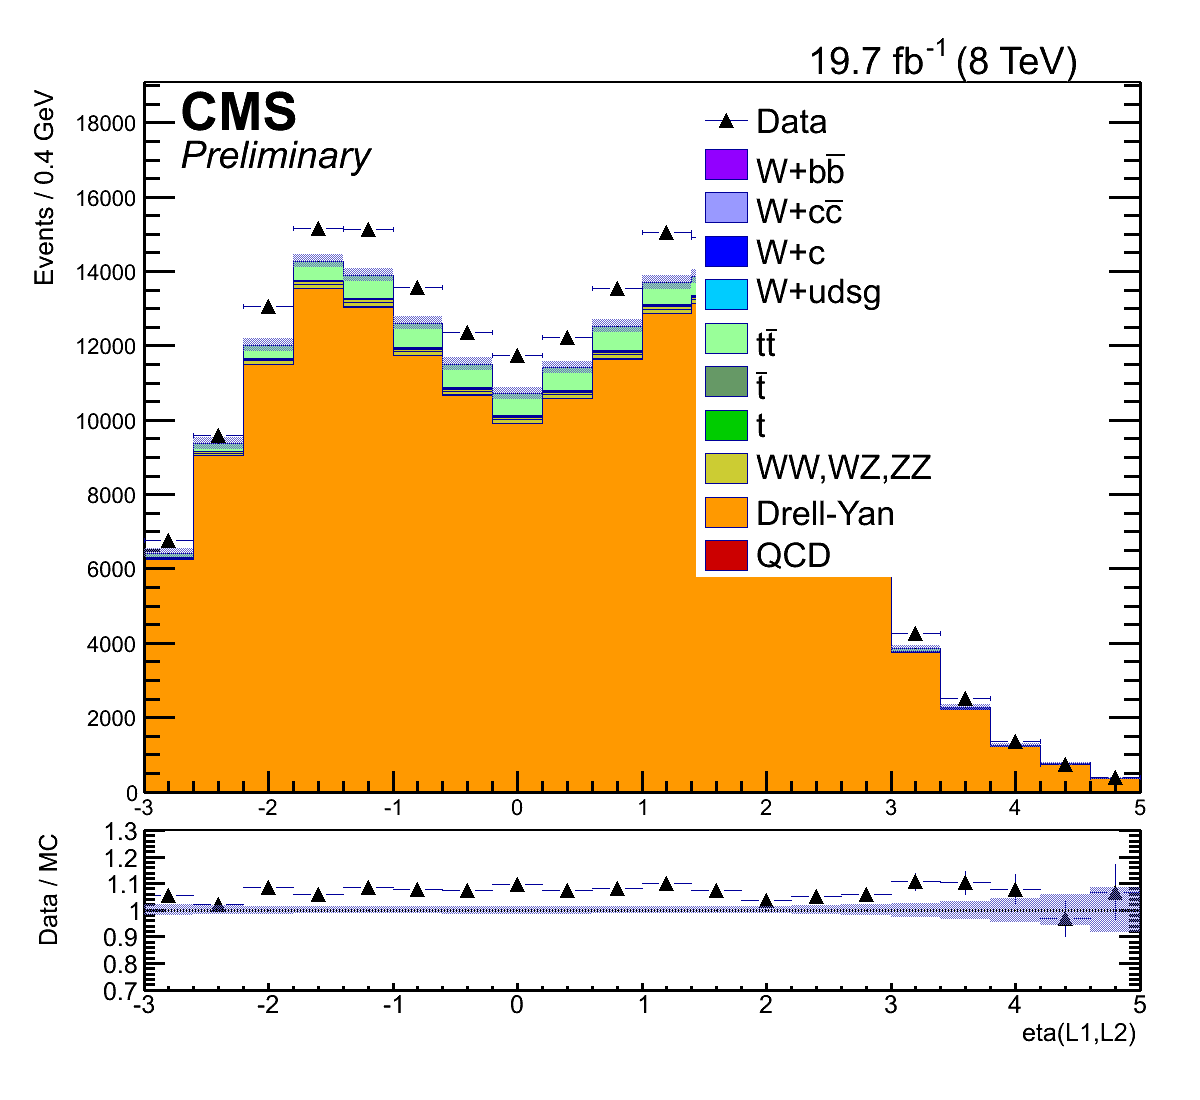 19.7 fb⁻¹ (8 TeV)
CMS
Preliminary
Events / 0.4 GeV
18000
16000
14000
12000
10000
8000
6000
4000
2000
0
Data
W+bb̅
W+cc̅
W+c
W+udsg
tt̅
t̅
t
WW,WZ,ZZ
Drell-Yan
QCD
-3 -2 -1 0 1 2 3 4 5
Data / MC
1.3
1.2
1.1
1
0.9
0.8
0.7
-3 -2 -1 0 1 2 3 4 5
eta(L1,L2)